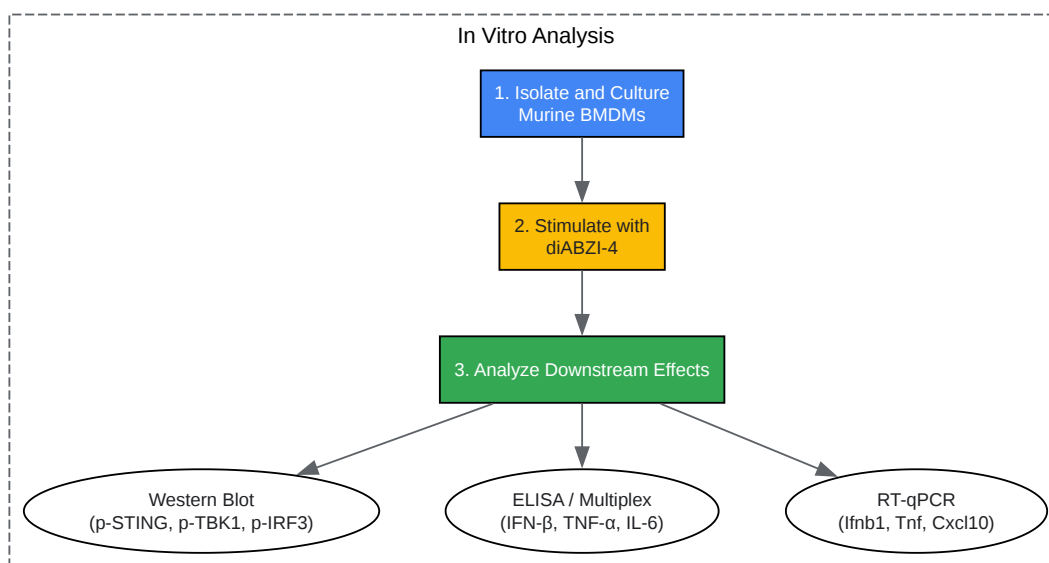 In Vitro Analysis
1. Isolate and Culture
Murine BMDMs
2. Stimulate with
diABZI-4
3. Analyze Downstream Effects
Western Blot
(p-STING, p-TBK1, p-IRF3)
ELISA / Multiplex
(IFN-β, TNF-α, IL-6)
RT-qPCR
(Ifnb1, Tnf, Cxcl10)